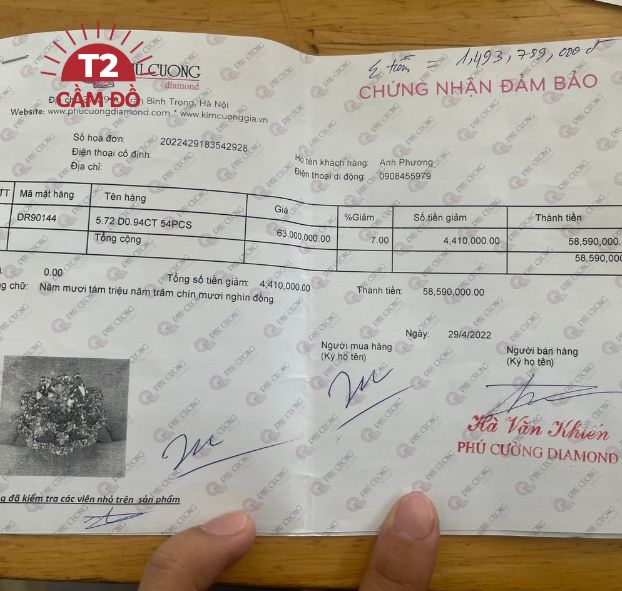 T2
CẦM ĐỒ
PHÚ CUONG
diamond
Σ tiền = 1,493,789,000đ
CHỨNG NHẬN ĐẢM BẢO
Bình Trọng, Hà Nội
Website: www.phucuongdiamond.com * www.kimcuonggia.vn
Số hoá đơn: 2022429183542928
Điện thoại cố định:
Địa chỉ:
Họ tên khách hàng: Anh Phương
Điện thoại di động: 0908455979
TT Mã mặt hàng Tên hàng Giá %Giảm Số tiền giảm Thành tiền
DR90144 5.72 D0.94CT 54PCS 63,000,000.00 7.00 4,410,000.00 58,590,000.00
Tổng cộng 58,590,000
0.00 Tổng số tiền giảm: 4,410,000.00 Thành tiền: 58,590,000.00
chữ: Năm mươi tám triệu năm trăm chín mươi nghìn đồng
Ngày: 29/4/2022
Người mua hàng
(Ký họ tên)
Người bán hàng
(Ký họ tên)
Hà Văn Khiên
PHÚ CƯỜNG DIAMOND
đã kiểm tra các viên nhỏ trên sản phẩm